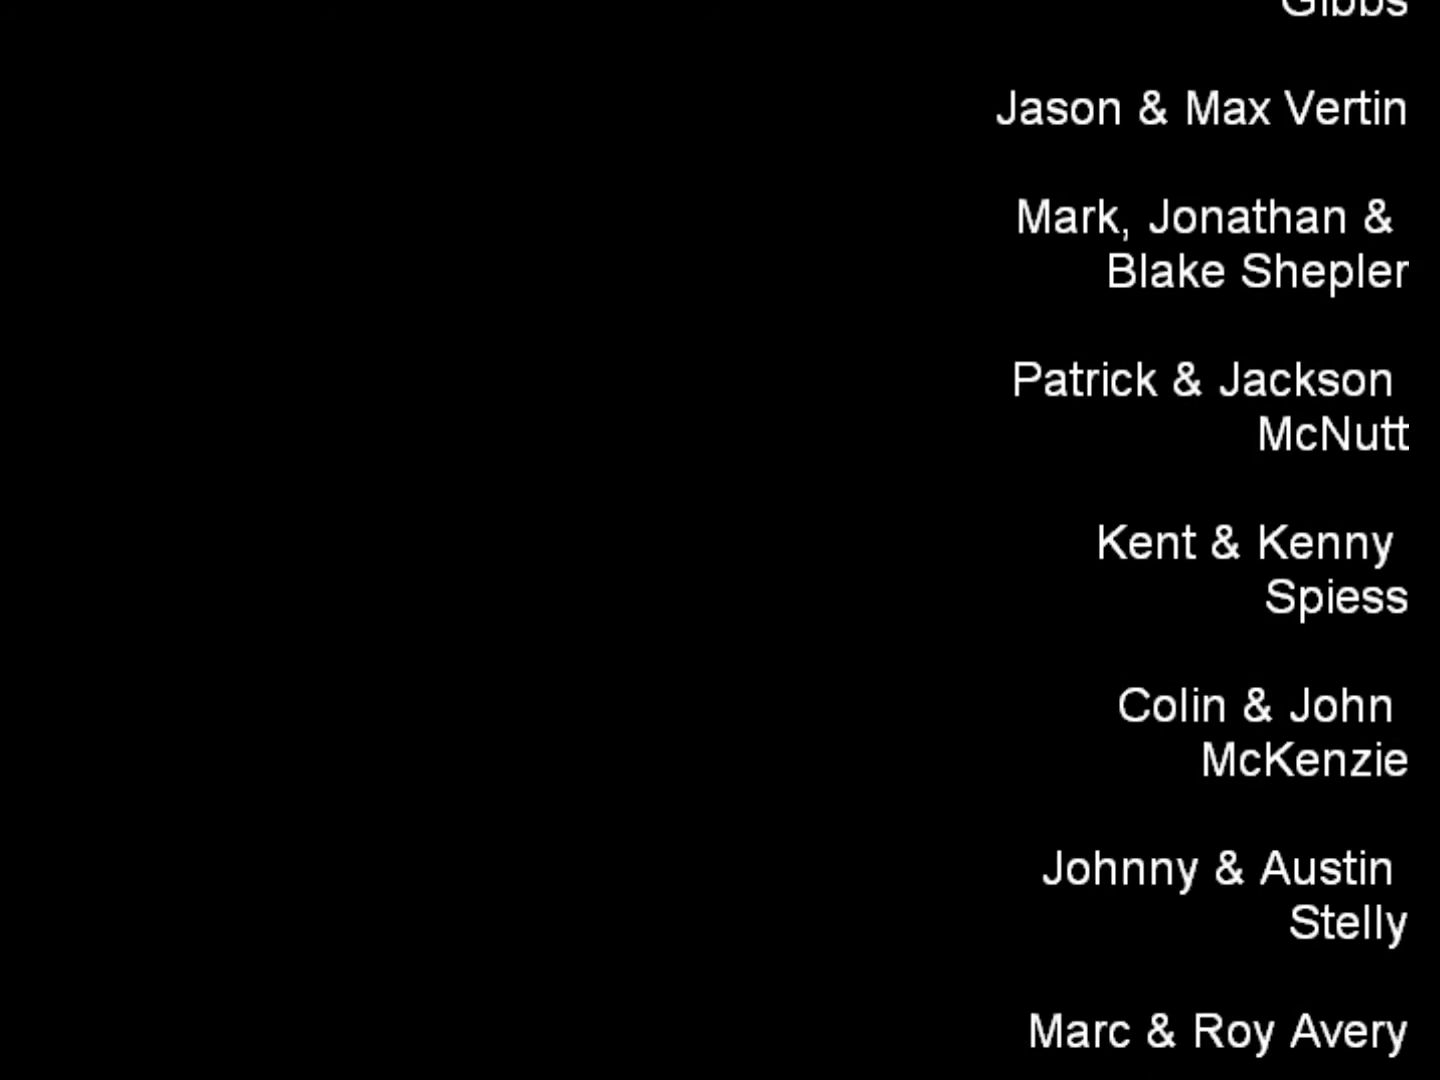 Gibbs
Jason & Max Vertin
Mark, Jonathan &
Blake Shepler
Patrick & Jackson
McNutt
Kent & Kenny
Spiess
Colin & John
McKenzie
Johnny & Austin
Stelly
Marc & Roy Avery